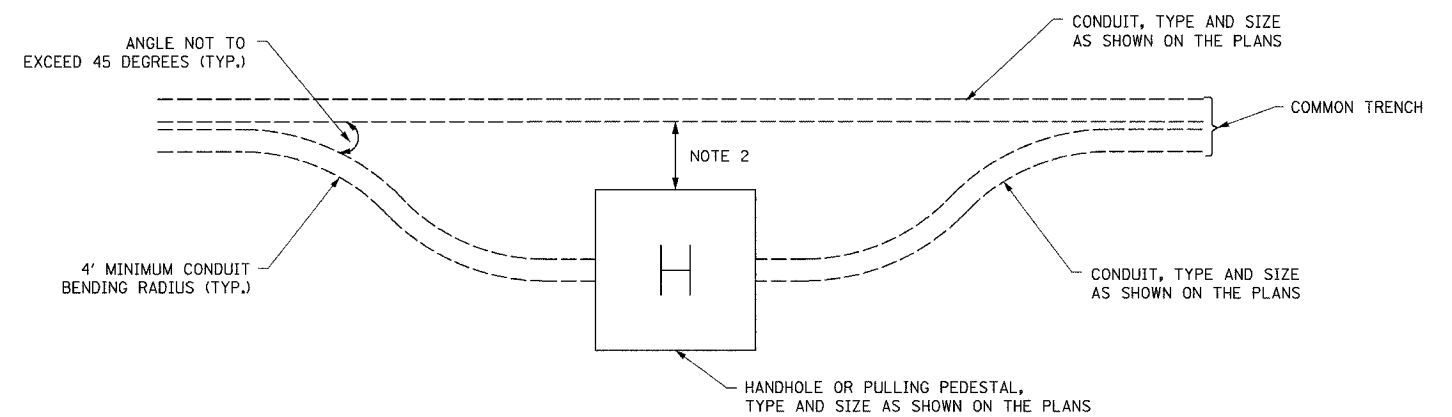 CONDUIT, TYPE AND SIZE
AS SHOWN ON THE PLANS
ANGLE NOT TO
EXCEED 45 DEGREES (TYP.)
COMMON TRENCH
NOTE 2
H
4' MINIMUM CONDUIT
BENDING RADIUS (TYP.)
CONDUIT, TYPE AND SIZE
AS SHOWN ON THE PLANS
HANDHOLE OR PULLING PEDESTAL,
TYPE AND SIZE AS SHOWN ON THE PLANS